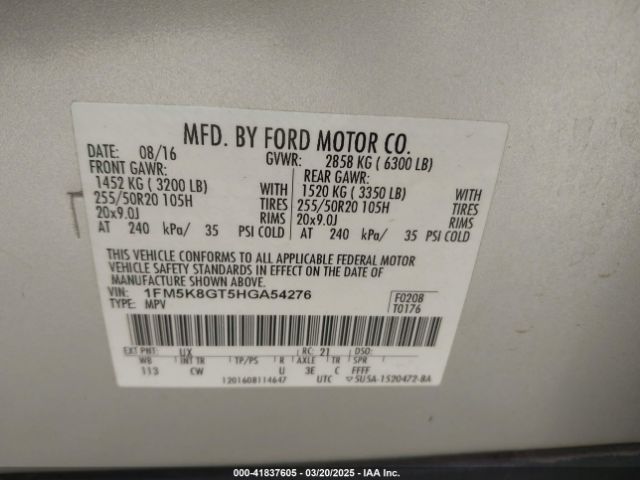 MFD. BY FORD MOTOR CO.
DATE: 08/16 GVWR: 2858 KG ( 6300 LB)
FRONT GAWR: REAR GAWR:
1452 KG ( 3200 LB) WITH 1520 KG ( 3350 LB) WITH
255/50R20 105H TIRES 255/50R20 105H TIRES
20x9.0J RIMS 20x9.0J RIMS
AT 240 kPa/ 35 PSI COLD AT 240 kPa/ 35 PSI COLD
THIS VEHICLE CONFORMS TO ALL APPLICABLE FEDERAL MOTOR
VEHICLE SAFETY STANDARDS IN EFFECT ON THE DATE OF
MANUFACTURE SHOWN ABOVE.
VIN: 1FM5K8GT5HGA54276 F0208
TYPE: MPV T0176
EXT PNT: UX RC: 21 DSO:
WB INT TR TP/PS R AXLE TR SPR
113 CW U 3E C FFFF
1201608114647 UTC 5U5A-1520472-BA
000-41837605 - 03/20/2025 - IAA Inc.